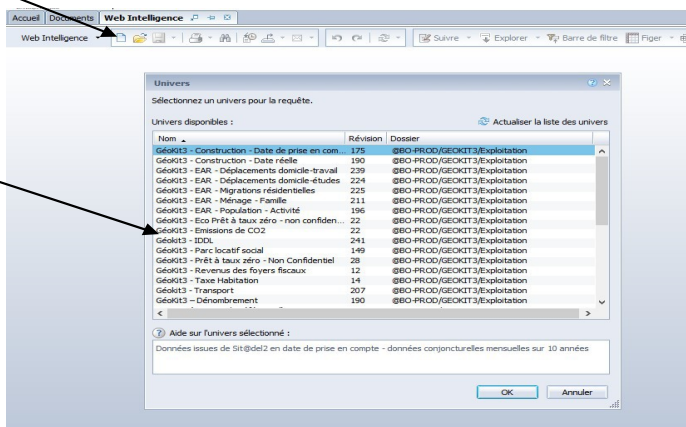 Accueil Documents Web Intelligence
Web Intelligence Suivre Explorer Barre de filtre Figer
Univers
Sélectionnez un univers pour la requête.
Univers disponibles : Actualiser la liste des univers
Nom Révision Dossier
GéoKit3 - Construction - Date de prise en com... 175 @BO-PROD/GEOKIT3/Exploitation
GéoKit3 - Construction - Date réelle 190 @BO-PROD/GEOKIT3/Exploitation
GéoKit3 - EAR - Déplacements domicile-travail 239 @BO-PROD/GEOKIT3/Exploitation
GéoKit3 - EAR - Déplacements domicile-études 224 @BO-PROD/GEOKIT3/Exploitation
GéoKit3 - EAR - Migrations résidentielles 225 @BO-PROD/GEOKIT3/Exploitation
GéoKit3 - EAR - Ménage - Famille 211 @BO-PROD/GEOKIT3/Exploitation
GéoKit3 - EAR - Population - Activité 196 @BO-PROD/GEOKIT3/Exploitation
GéoKit3 - Eco Prêt à taux zéro - non confiden... 22 @BO-PROD/GEOKIT3/Exploitation
GéoKit3 - Emissions de CO2 22 @BO-PROD/GEOKIT3/Exploitation
GéoKit3 - IDDL 241 @BO-PROD/GEOKIT3/Exploitation
GéoKit3 - Parc locatif social 149 @BO-PROD/GEOKIT3/Exploitation
GéoKit3 - Prêt à taux zéro - Non Confidentiel 28 @BO-PROD/GEOKIT3/Exploitation
GéoKit3 - Revenus des foyers fiscaux 12 @BO-PROD/GEOKIT3/Exploitation
GéoKit3 - Taxe Habitation 14 @BO-PROD/GEOKIT3/Exploitation
GéoKit3 - Transport 207 @BO-PROD/GEOKIT3/Exploitation
GéoKit3 – Dénombrement 190 @BO-PROD/GEOKIT3/Exploitation
Aide sur l'univers sélectionné :
Données issues de Sit@del2 en date de prise en compte - données conjoncturelles mensuelles sur 10 années
OK Annuler